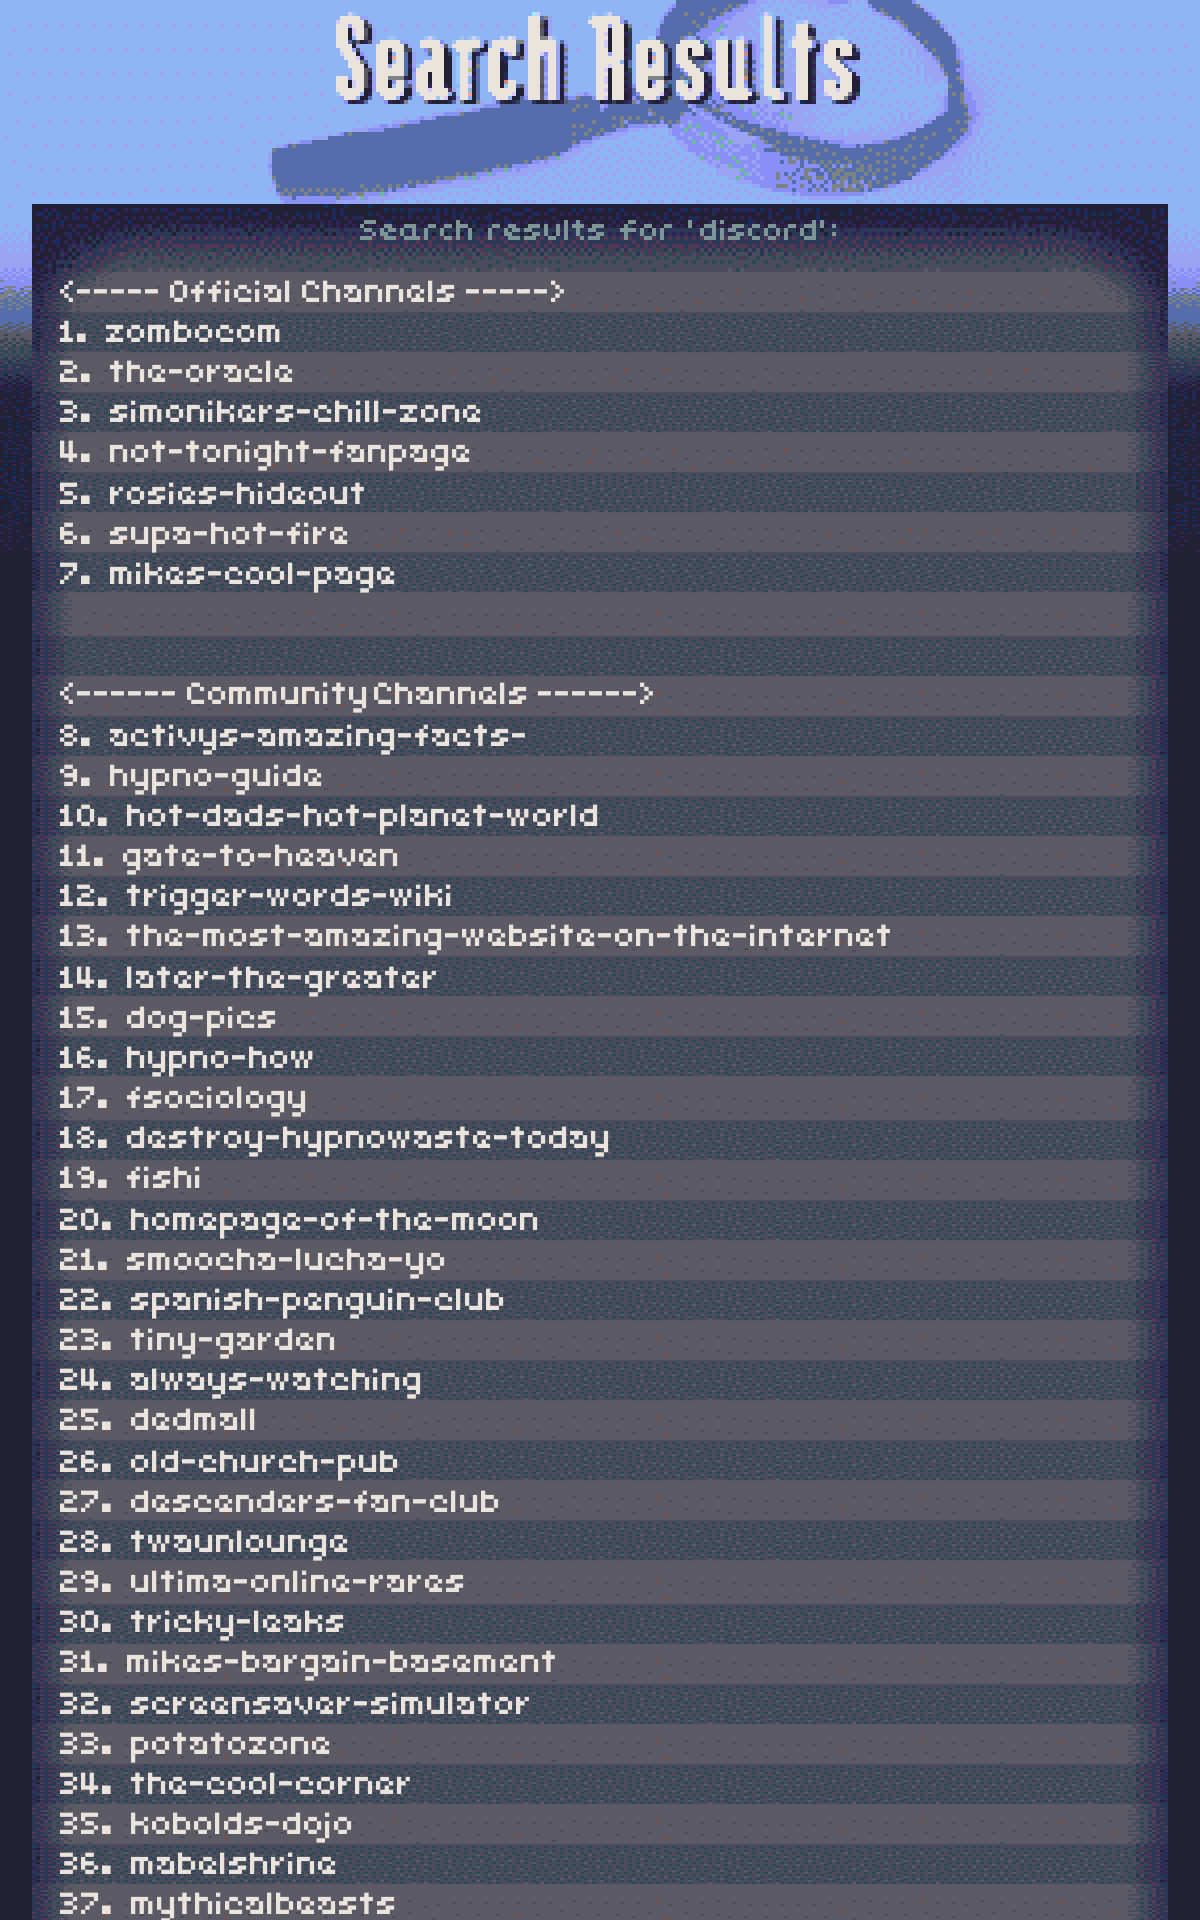 Search Results
Search results for 'discord':
<----- Official Channels ----->
1. zombocom
2. the-oracle
3. simonikers-chill-zone
4. not-tonight-fanpage
5. rosies-hideout
6. supa-hot-fire
7. mikes-cool-page
<------ Community Channels ------>
8. activys-amazing-facts-
9. hypno-guide
10. hot-dads-hot-planet-world
11. gate-to-heaven
12. trigger-words-wiki
13. the-most-amazing-website-on-the-internet
14. later-the-greater
15. dog-pics
16. hypno-how
17. fsociology
18. destroy-hypnowaste-today
19. fishi
20. homepage-of-the-moon
21. smoocha-lucha-yo
22. spanish-penguin-club
23. tiny-garden
24. always-watching
25. dedmall
26. old-church-pub
27. descenders-fan-club
28. twaunlounge
29. ultima-online-rares
30. tricky-leaks
31. mikes-bargain-basement
32. screensaver-simulator
33. potatozone
34. the-cool-corner
35. kobolds-dojo
36. mabelshrine
37. mythicalbeasts